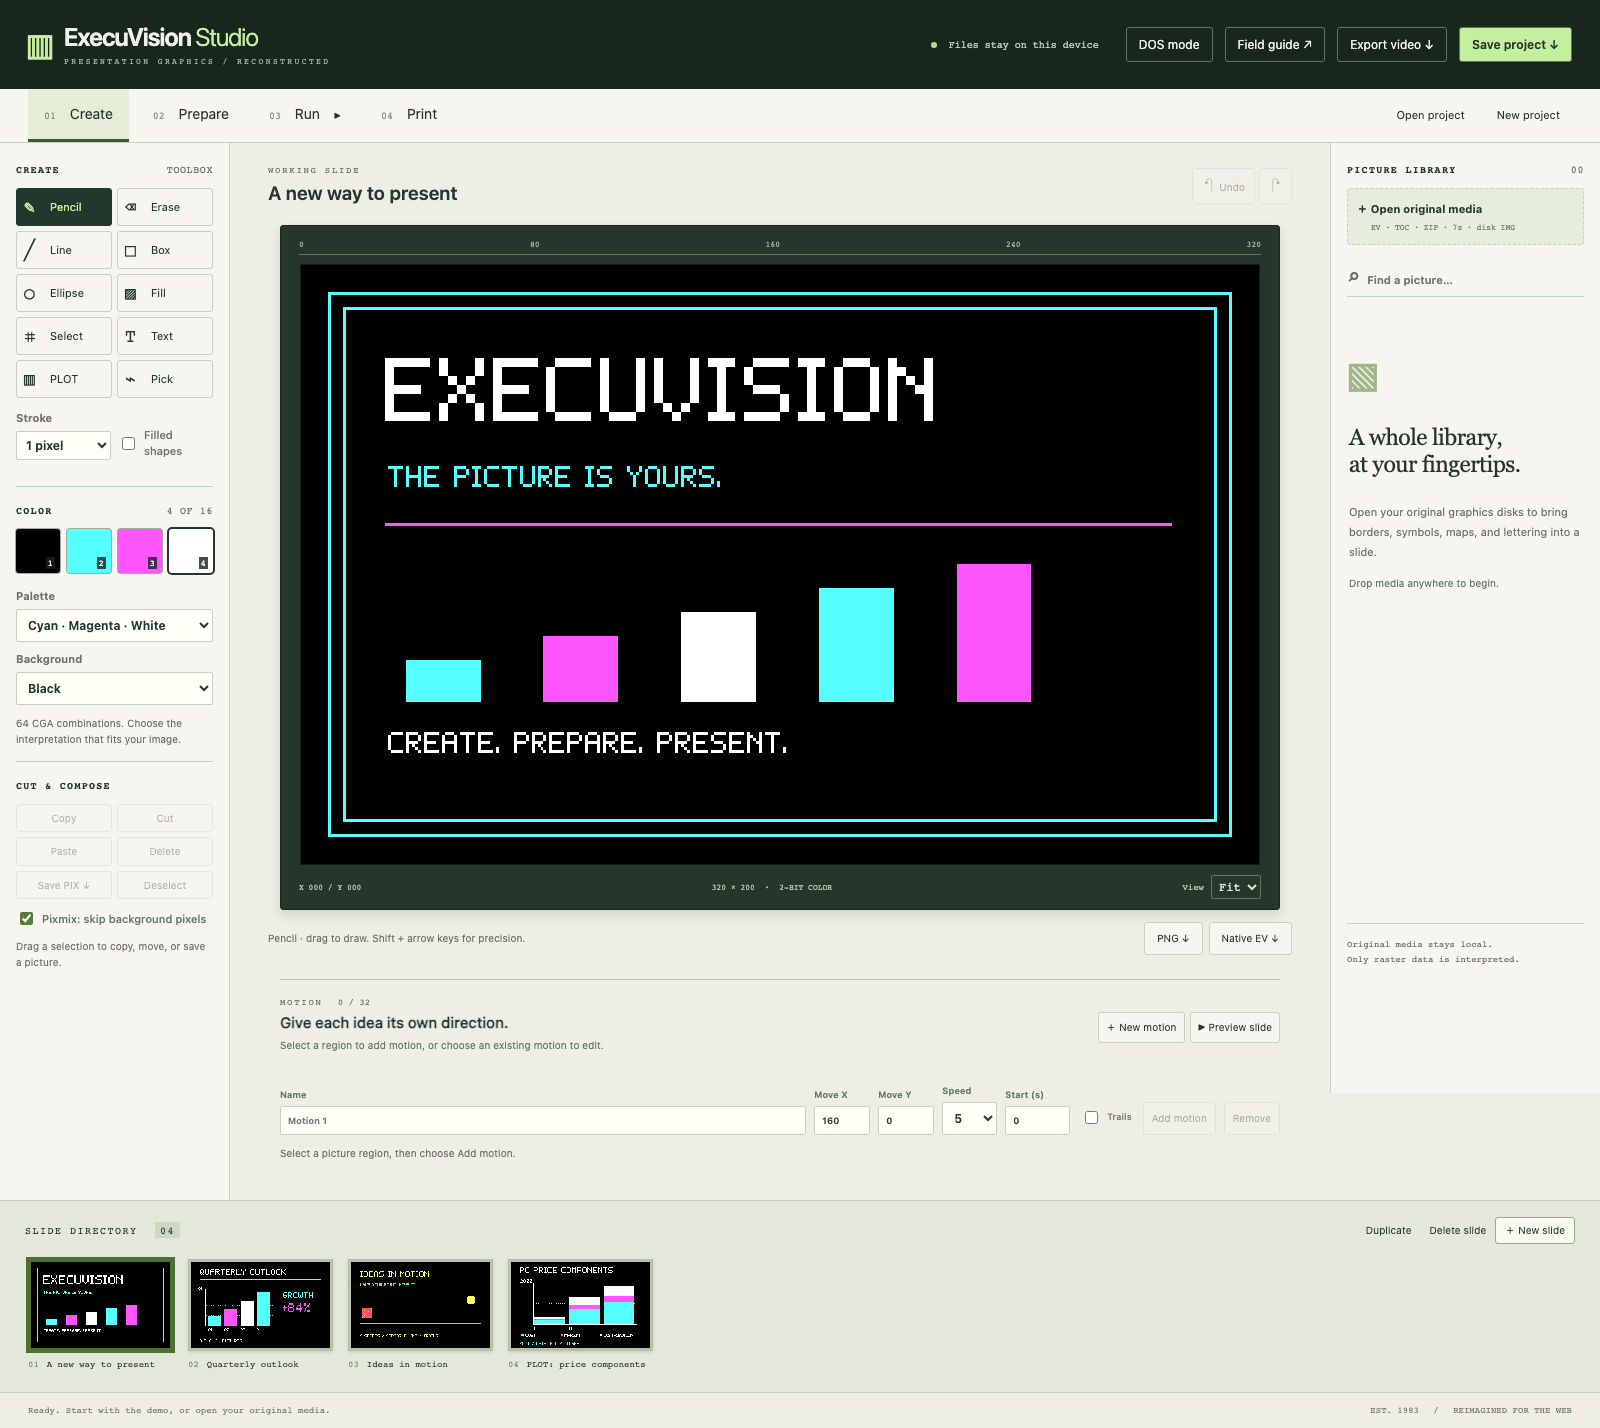 ExecuVision Studio
PRESENTATION GRAPHICS / RECONSTRUCTED
Files stay on this device
DOS mode
Field guide ↗
Export video ↓
Save project ↓
01 Create
02 Prepare
03 Run ▶
04 Print
Open project
New project
CREATE
TOOLBOX
Pencil
Erase
Line
Box
Ellipse
Fill
Select
Text
PLOT
Pick
Stroke
1 pixel
Filled
shapes
COLOR
4 OF 16
1
2
3
4
Palette
Cyan · Magenta · White
Background
Black
64 CGA combinations. Choose the
interpretation that fits your image.
CUT & COMPOSE
Copy
Cut
Paste
Delete
Save PIX ↓
Deselect
Pixmix: skip background pixels
Drag a selection to copy, move, or save
a picture.
WORKING SLIDE
A new way to present
Undo
0 80 160 240 320
EXECUVISION
THE PICTURE IS YOURS.
CREATE. PREPARE. PRESENT.
X 000 / Y 000
320 × 200 · 2-BIT COLOR
View
Fit
Pencil · drag to draw. Shift + arrow keys for precision.
PNG ↓
Native EV ↓
MOTION 0 / 32
Give each idea its own direction.
Select a region to add motion, or choose an existing motion to edit.
+ New motion
▶ Preview slide
Name
Move X
Move Y
Speed
Start (s)
Motion 1
160
0
5
0
Trails
Add motion
Remove
Select a picture region, then choose Add motion.
PICTURE LIBRARY
00
+ Open original media
EV · TOC · ZIP · 7z · disk IMG
Find a picture…
A whole library,
at your fingertips.
Open your original graphics disks to bring
borders, symbols, maps, and lettering into a
slide.
Drop media anywhere to begin.
Original media stays local.
Only raster data is interpreted.
SLIDE DIRECTORY 04
Duplicate
Delete slide
+ New slide
EXECUVISION
QUARTERLY OUTLOOK
GROWTH
+84%
IDEAS IN MOTION
PC PRICE COMPONENTS
01 A new way to present
02 Quarterly outlook
03 Ideas in motion
04 PLOT: price components
Ready. Start with the demo, or open your original media.
EST. 1983 / REIMAGINED FOR THE WEB